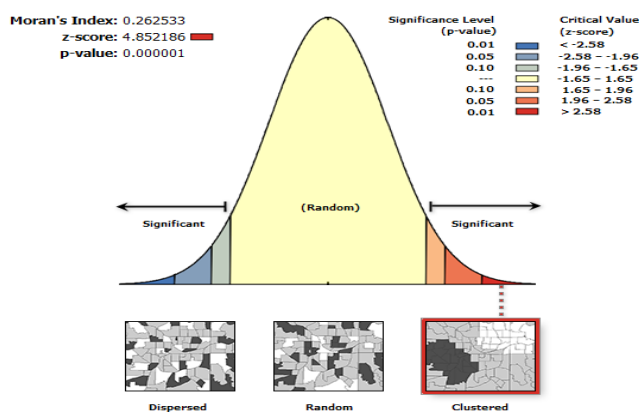 Moran's Index: 0.262533
z-score: 4.852186
p-value: 0.000001
Significance Level
(p-value)
Critical Value
(z-score)
0.01 < -2.58
0.05 -2.58 – -1.96
0.10 -1.96 – -1.65
--- -1.65 – 1.65
0.10 1.65 – 1.96
0.05 1.96 – 2.58
0.01 > 2.58
(Random)
Significant
Significant
Dispersed
Random
Clustered